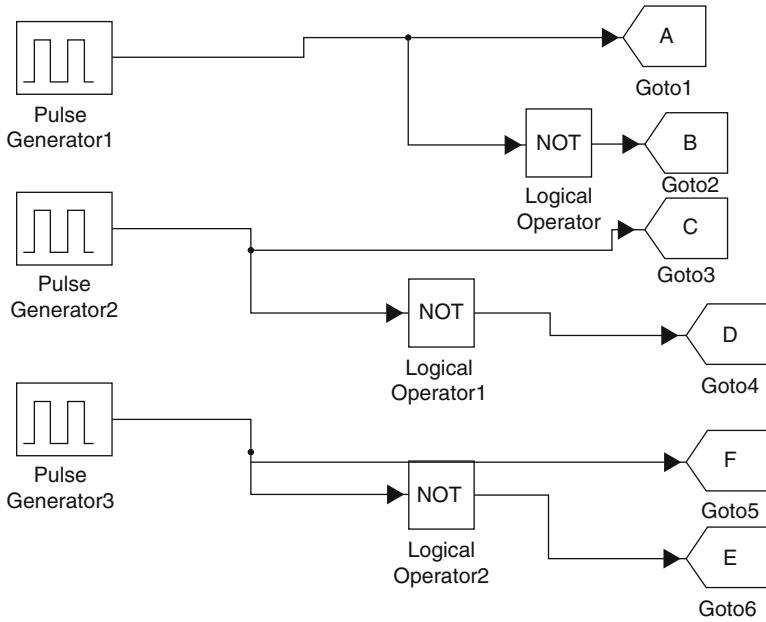 A
Goto1
Pulse
Generator1
NOT
B
Logical
Operator
Goto2
C
Goto3
Pulse
Generator2
NOT
D
Logical
Operator1
Goto4
Pulse
Generator3
F
Goto5
NOT
Logical
Operator2
E
Goto6